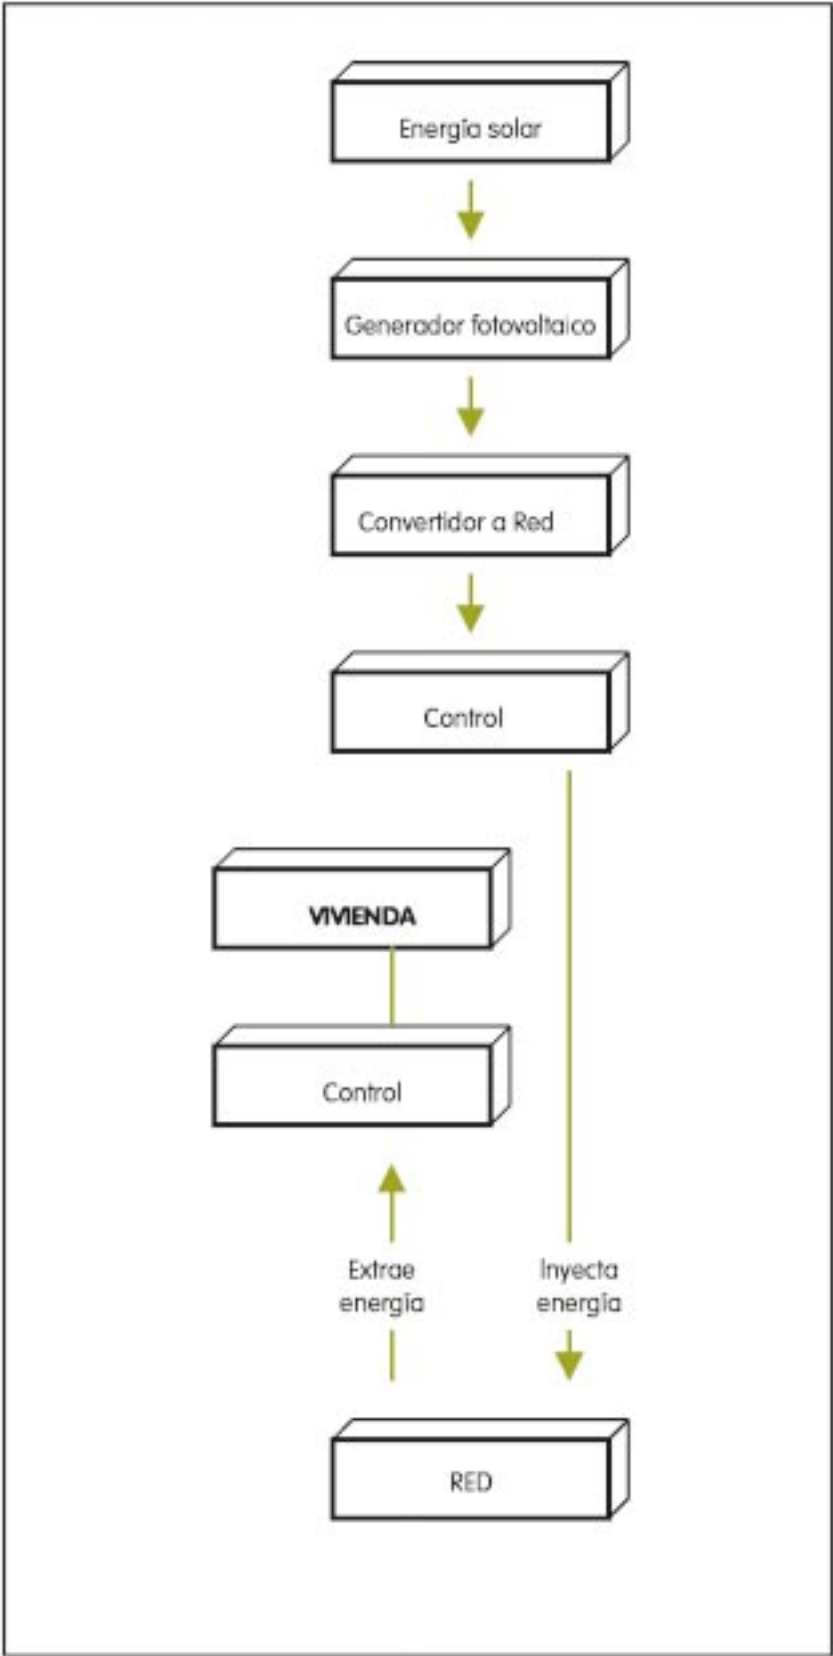 Energía solar
Generador fotovoltaico
Convertidor a Red
Control
VIVIENDA
Control
Extrae
energía
Inyecta
energía
RED